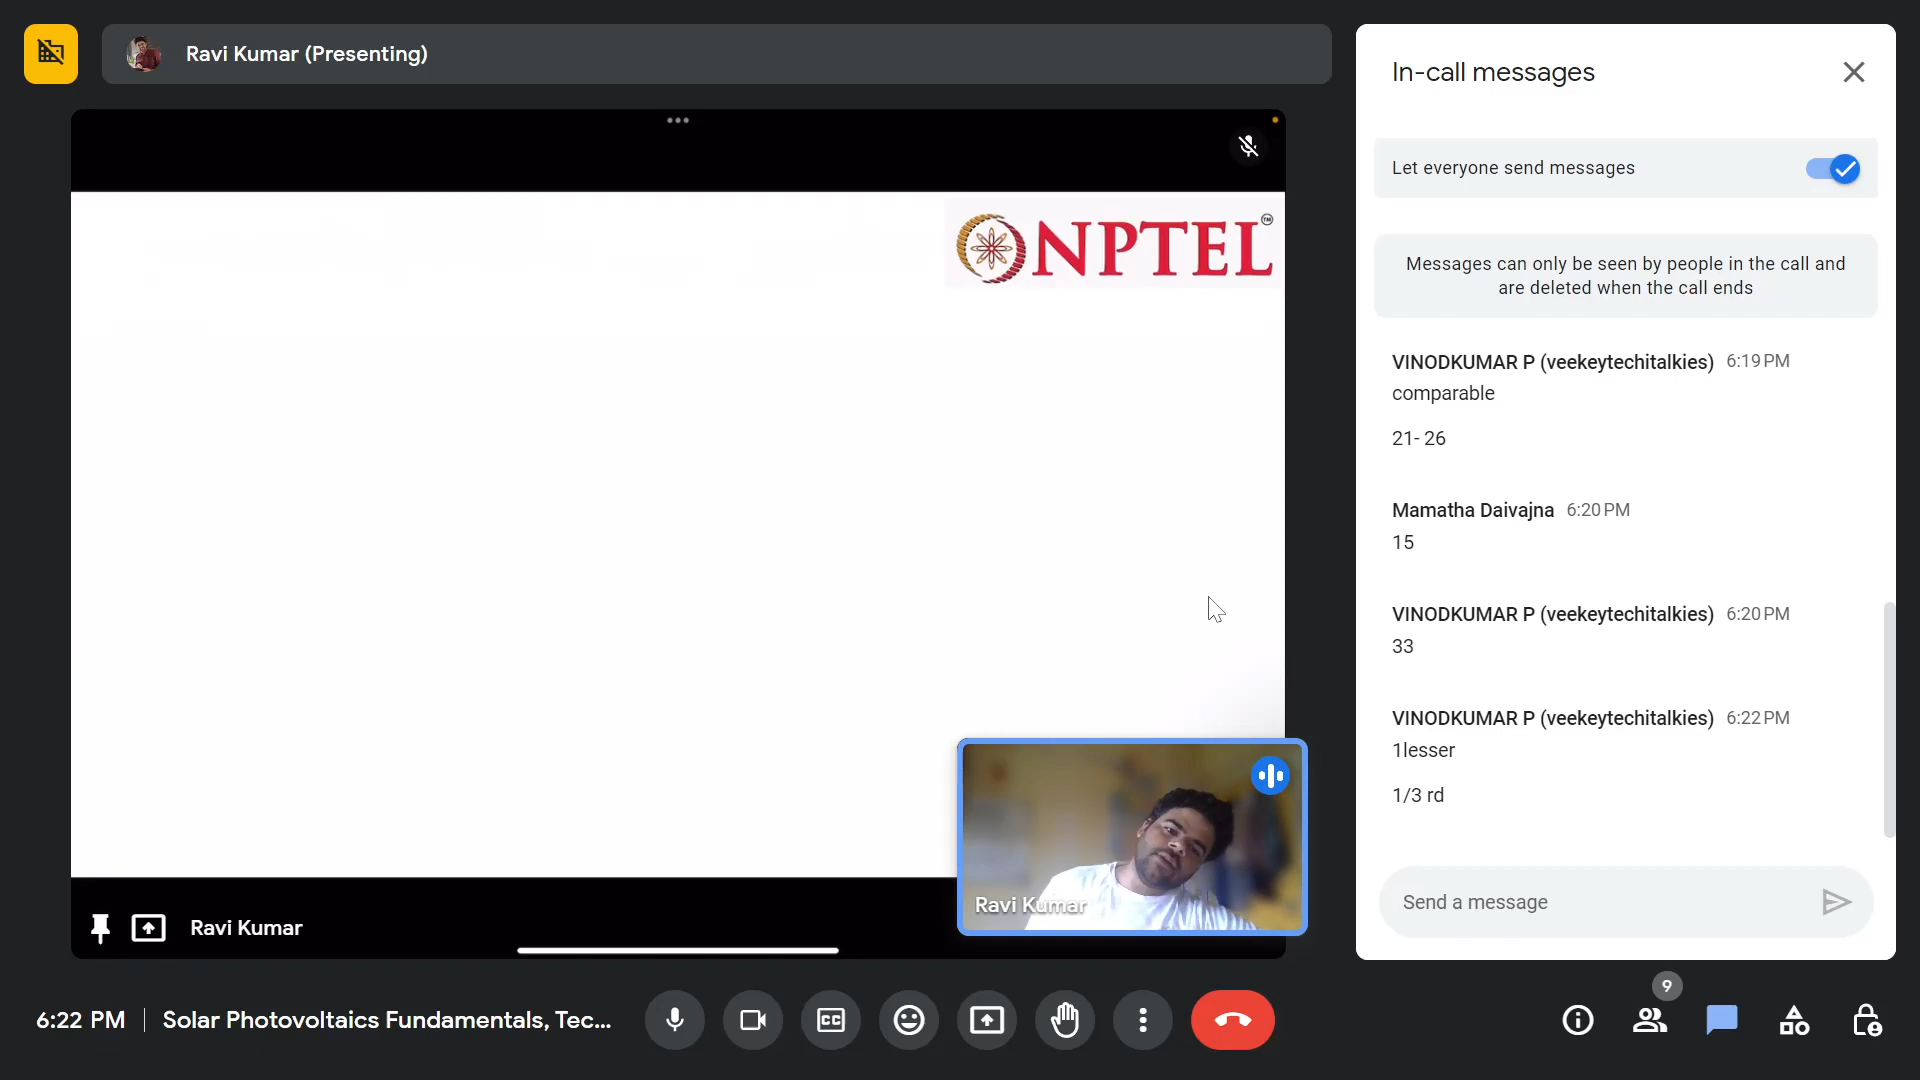 Ravi Kumar (Presenting)
NPTEL
TM
Ravi Kumar
Ravi Kumar
In-call messages
Let everyone send messages
Messages can only be seen by people in the call and
are deleted when the call ends
VINODKUMAR P (veekeytechitalkies) 6:19 PM
comparable
21- 26
Mamatha Daivajna 6:20 PM
15
VINODKUMAR P (veekeytechitalkies) 6:20 PM
33
VINODKUMAR P (veekeytechitalkies) 6:22 PM
1lesser
1/3 rd
Send a message
6:22 PM
Solar Photovoltaics Fundamentals, Tec...
CC
9